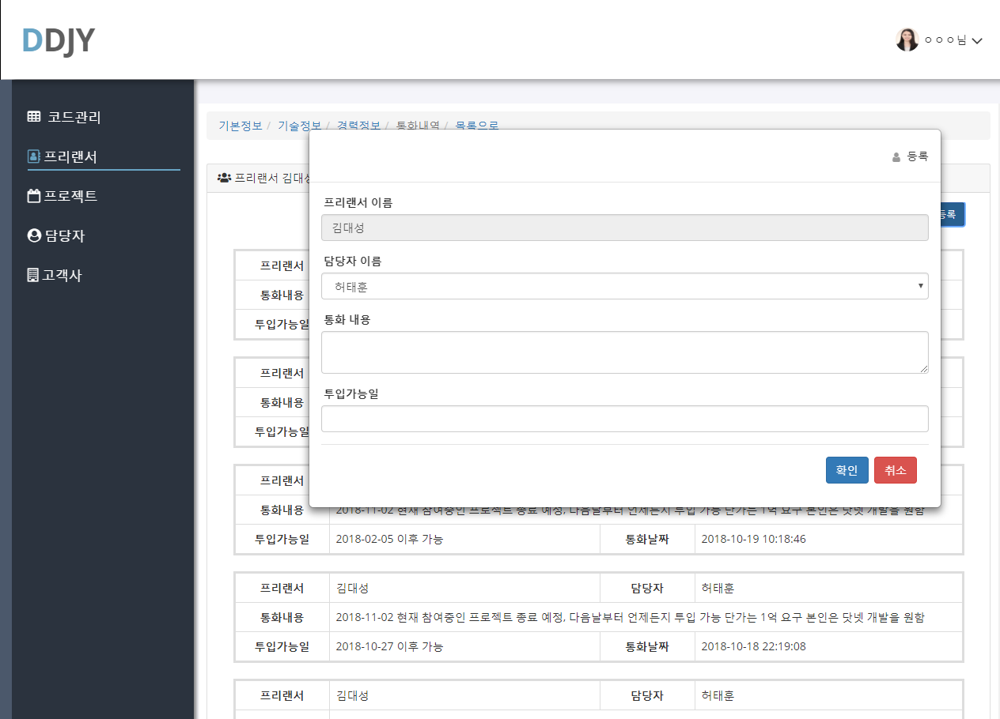 DDJY
ㅇㅇㅇ님
코드관리
프리랜서
프로젝트
담당자
고객사
기본정보 / 기술정보 / 경력정보 / 통화내역 / 목록으로
프리랜서 김대성
등록
등록
프리랜서 이름
김대성
담당자 이름
허태훈
통화 내용
투입가능일
확인 취소
프리랜서
통화내용
투입가능일
프리랜서
통화내용
투입가능일
프리랜서
통화내용 2018-11-02 현재 참여중인 프로젝트 종료 예정, 다음날부터 언제든지 투입 가능 단가는 1억 요구 본인은 닷넷 개발을 원함
투입가능일 2018-02-05 이후 가능 통화날짜 2018-10-19 10:18:46
프리랜서 김대성 담당자 허태훈
통화내용 2018-11-02 현재 참여중인 프로젝트 종료 예정, 다음날부터 언제든지 투입 가능 단가는 1억 요구 본인은 닷넷 개발을 원함
투입가능일 2018-10-27 이후 가능 통화날짜 2018-10-18 22:19:08
프리랜서 김대성 담당자 허태훈